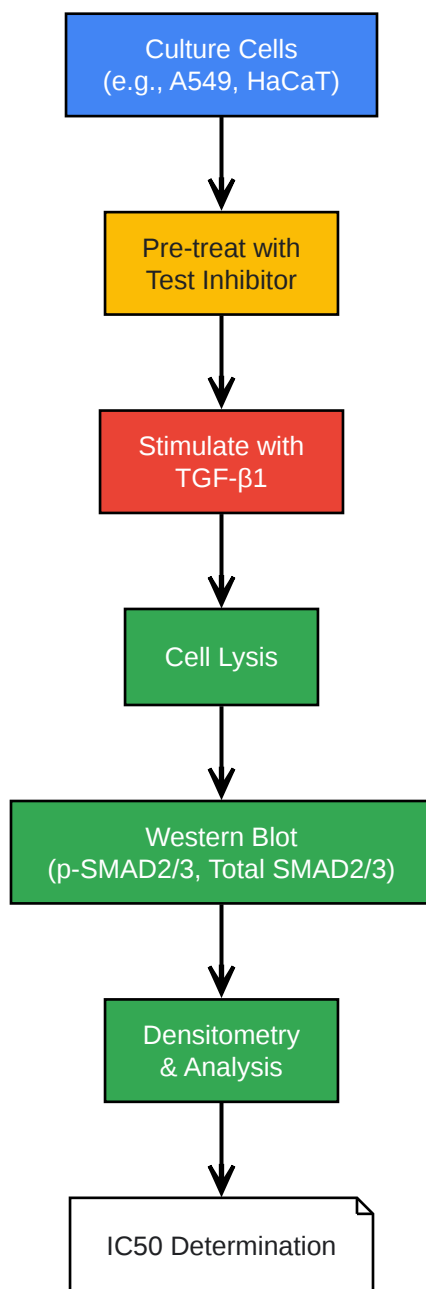 Culture Cells
(e.g., A549, HaCaT)
Pre-treat with
Test Inhibitor
Stimulate with
TGF-β1
Cell Lysis
Western Blot
(p-SMAD2/3, Total SMAD2/3)
Densitometry
& Analysis
IC50 Determination